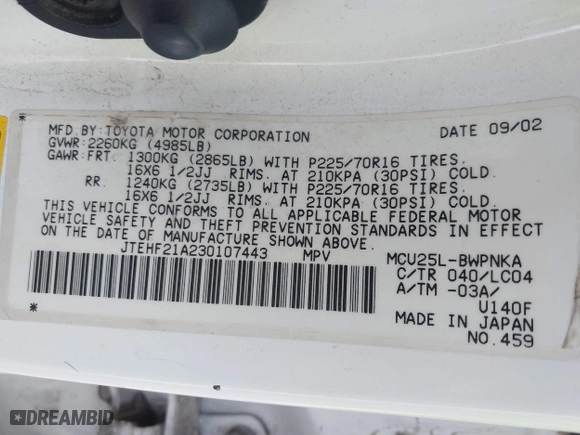 MFD. BY: TOYOTA MOTOR CORPORATION DATE 09/02
GVWR: 2260KG (4985LB)
GAWR: FRT. 1300KG (2865LB) WITH P225/70R16 TIRES.
16X6 1/2JJ RIMS. AT 210KPA (30PSI) COLD.
RR. 1240KG (2735LB) WITH P225/70R16 TIRES.
16X6 1/2JJ RIMS. AT 210KPA (30PSI) COLD.
THIS VEHICLE CONFORMS TO ALL APPLICABLE FEDERAL MOTOR
VEHICLE SAFETY AND THEFT PREVENTION STANDARDS IN EFFECT
ON THE DATE OF MANUFACTURE SHOWN ABOVE.
JTEHF21A230107443 MPV MCU25L-BWPNKA
C/TR 040/LC04
A/TM -03A/
U140F
MADE IN JAPAN
NO. 459
DREAMBID